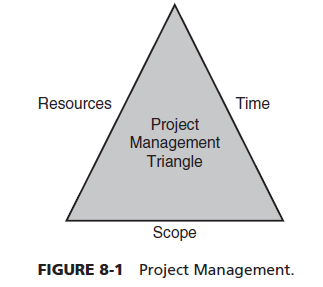 Resources
Time
Project
Management
Triangle
Scope
FIGURE 8-1 Project Management.